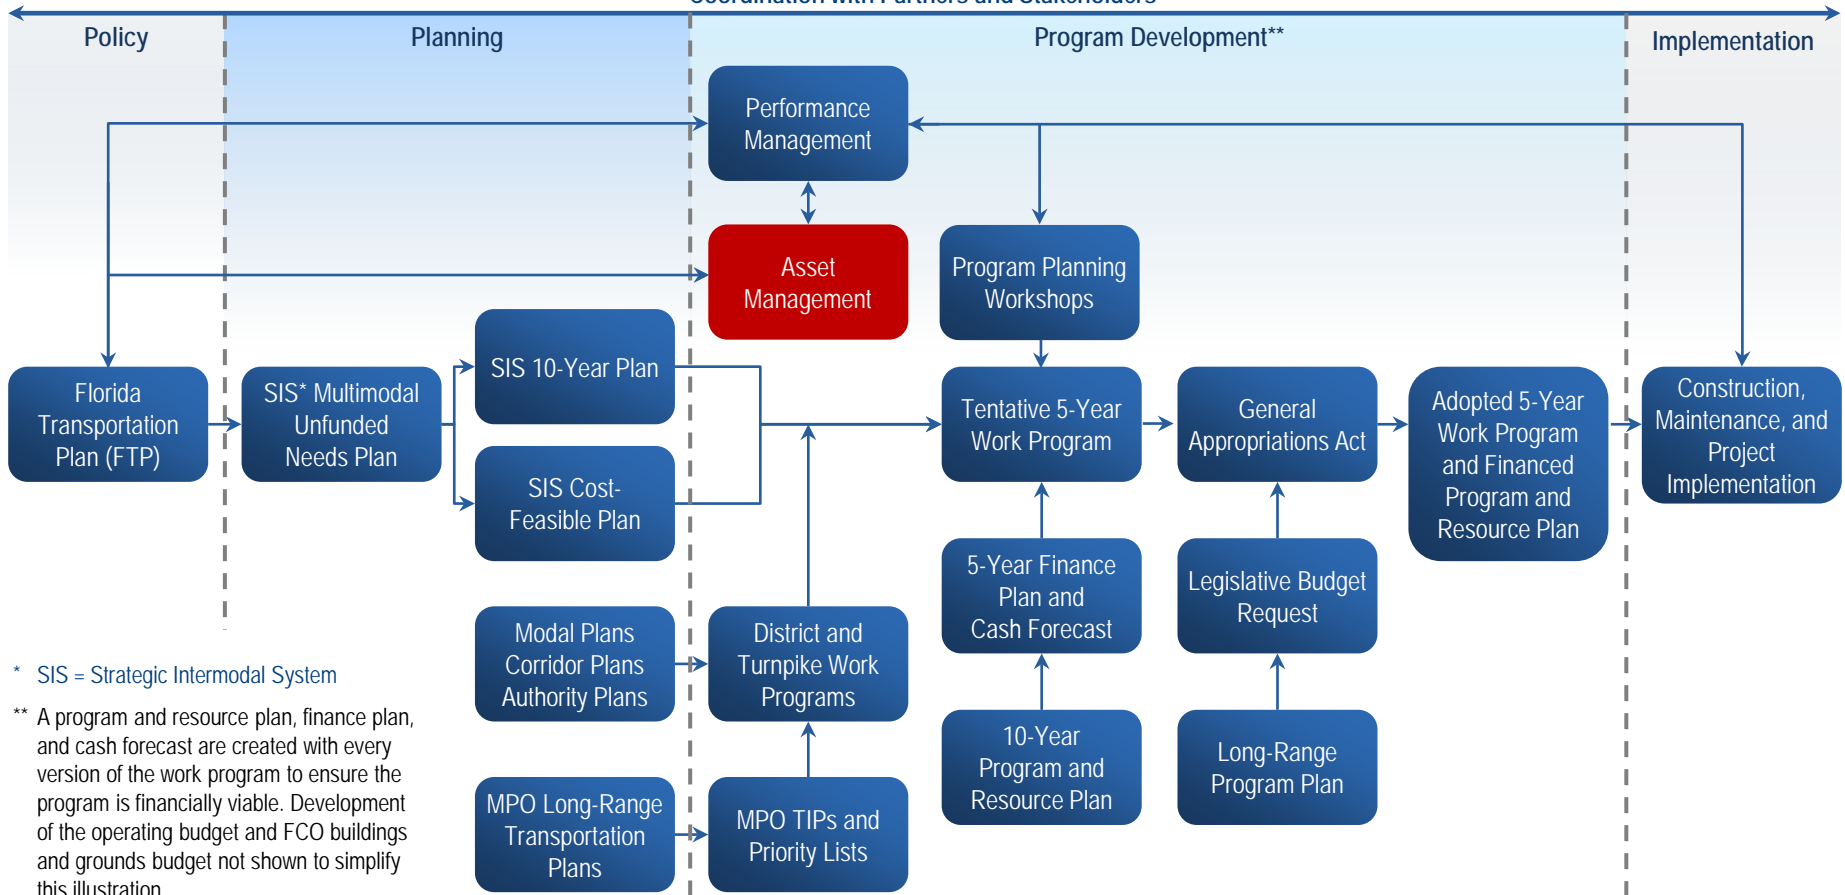 Coordination with Partners and Stakeholders
Policy
Planning
Program Development**
Implementation
Performance
Management
Asset
Management
Program Planning
Workshops
SIS 10-Year Plan
Florida
Transportation
Plan (FTP)
SIS* Multimodal
Unfunded
Needs Plan
SIS Cost-
Feasible Plan
Tentative 5-Year
Work Program
General
Appropriations Act
Adopted 5-Year
Work Program
and Financed
Program and
Resource Plan
Construction,
Maintenance, and
Project
Implementation
5-Year Finance
Plan and
Cash Forecast
Legislative Budget
Request
Modal Plans
Corridor Plans
Authority Plans
District and
Turnpike Work
Programs
10-Year
Program and
Resource Plan
Long-Range
Program Plan
MPO Long-Range
Transportation
Plans
MPO TIPs and
Priority Lists
* SIS = Strategic Intermodal System
** A program and resource plan, finance plan,
and cash forecast are created with every
version of the work program to ensure the
program is financially viable. Development
of the operating budget and FCO buildings
and grounds budget not shown to simplify
this illustration